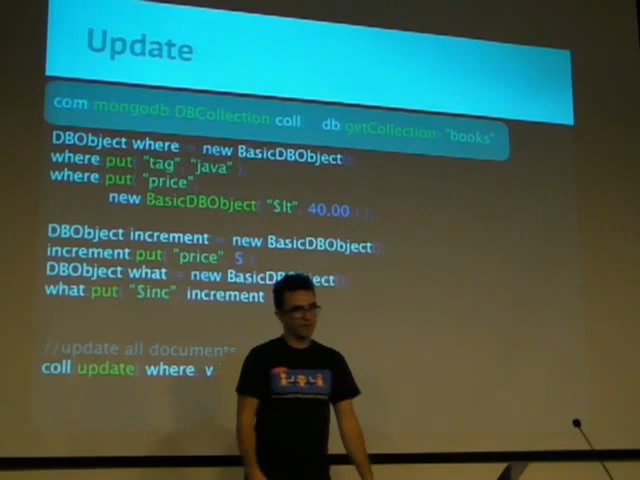 Update
com.mongodb.DBCollection coll db.getCollection "books"
DBObject where = new BasicDBObject();
where.put( "tag", "java" );
where.put( "price",
new BasicDBObject( "$lt", 40.00 ) );
DBObject increment = new BasicDBObject();
increment.put( "price" 5 );
DBObject what = new BasicDBObject();
what.put( "$inc", increment
//update all documents
coll.update( where,